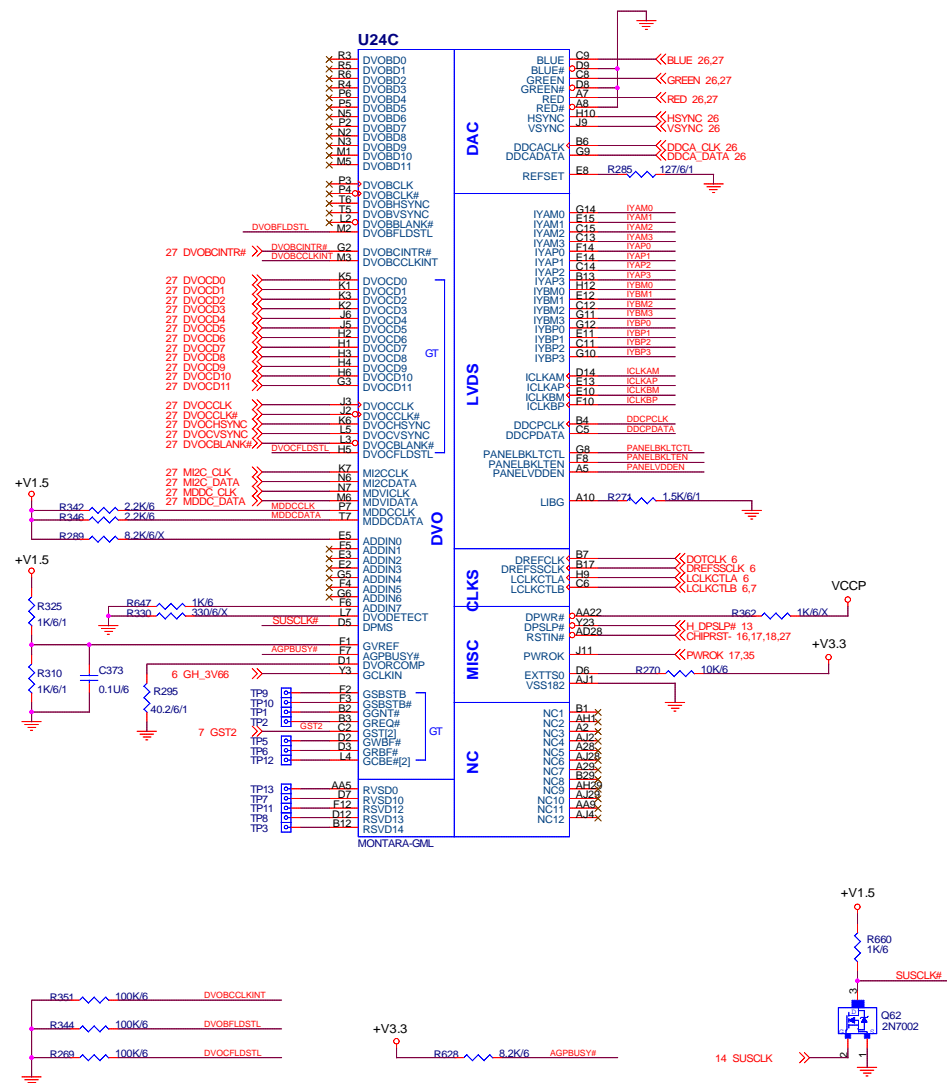 U24C
R3 DVOBD0
R5 DVOBD1
R6 DVOBD2
R4 DVOBD3
P6 DVOBD4
P5 DVOBD5
N5 DVOBD6
P2 DVOBD7
N2 DVOBD8
N3 DVOBD9
M1 DVOBD10
M5 DVOBD11
P3 DVOBCLK
P4 DVOBCLK#
T6 DVOBHSYNC
T5 DVOBVSYNC
L2 DVOBBLANK#
DVOBFLDSTL M2 DVOBFLDSTL
27 DVOBCINTR# DVOBCINTR# G2 DVOBCINTR#
DVOBCCLKINT M3 DVOBCCLKINT
27 DVOCD0 K5 DVOCD0
27 DVOCD1 K1 DVOCD1
27 DVOCD2 K3 DVOCD2
27 DVOCD3 K2 DVOCD3
27 DVOCD4 J6 DVOCD4
27 DVOCD5 J5 DVOCD5
27 DVOCD6 H2 DVOCD6
27 DVOCD7 H1 DVOCD7
27 DVOCD8 H3 DVOCD8
27 DVOCD9 H4 DVOCD9
27 DVOCD10 H6 DVOCD10
27 DVOCD11 G3 DVOCD11
GT
27 DVOCCLK J3 DVOCCLK
27 DVOCCLK# J2 DVOCCLK#
27 DVOCHSYNC K6 DVOCHSYNC
27 DVOCVSYNC L5 DVOCVSYNC
27 DVOCBLANK# L3 DVOCBLANK#
DVOCFLDSTL H5 DVOCFLDSTL
27 MI2C_CLK K7 MI2CCLK
27 MI2C_DATA N6 MI2CDATA
27 MDDC_CLK N7 MDVICLK
27 MDDC_DATA M6 MDVIDATA
+V1.5
R342 2.2K/6 MDDCCLK P7 MDDCCLK
R346 2.2K/6 MDDCDATA T7 MDDCDATA
R289 8.2K/6/X E5 ADDIN0
F5 ADDIN1
E3 ADDIN2
E2 ADDIN3
G5 ADDIN4
F4 ADDIN5
G6 ADDIN6
R647 1K/6 F6 ADDIN7
R330 330/6/X L7 DVODETECT
SUSCLK# D5 DPMS
+V1.5
R325
1K/6/1
R310
1K/6/1
C373
0.1U/6
F1 GVREF
AGPBUSY# F7 AGPBUSY#
D1 DVORCOMP
R295
40.2/6/1
6 GH_3V66 Y3 GCLKIN
TP9 F2 GSBSTB
TP10 F3 GSBSTB#
TP1 B2 GGNT#
TP2 B3 GREQ#
7 GST2 GST2 C2 GST[2]
TP5 D2 GWBF#
TP6 D3 GRBF#
TP12 L4 GCBE#[2]
GT
TP13 AA5 RVSD0
TP7 D7 RVSD10
TP11 F12 RSVD12
TP8 D12 RSVD13
TP3 B12 RSVD14
DVO
MONTARA-GML
DAC
BLUE C9 BLUE 26,27
BLUE# D9
GREEN C8 GREEN 26,27
GREEN# D8
RED A7 RED 26,27
RED# A8
HSYNC H10 HSYNC 26
VSYNC J9 VSYNC 26
DDCACLK B6 DDCA_CLK 26
DDCADATA G9 DDCA_DATA 26
REFSET E8 R285 127/6/1
LVDS
IYAM0 G14 IYAM0
IYAM1 E15 IYAM1
IYAM2 C15 IYAM2
IYAM3 C13 IYAM3
IYAP0 F14 IYAP0
IYAP1 E14 IYAP1
IYAP2 C14 IYAP2
IYAP3 B13 IYAP3
IYBM0 H12 IYBM0
IYBM1 E12 IYBM1
IYBM2 C12 IYBM2
IYBM3 G11 IYBM3
IYBP0 G12 IYBP0
IYBP1 E11 IYBP1
IYBP2 C11 IYBP2
IYBP3 G10 IYBP3
ICLKAM D14 ICLKAM
ICLKAP E13 ICLKAP
ICLKBM E10 ICLKBM
ICLKBP F10 ICLKBP
DDCPCLK B4 DDCPCLK
DDCPDATA C5 DDCPDATA
PANELBKLTCTL G8 PANELBKLTCTL
PANELBKLTEN F8 PANELBKLTEN
PANELVDDEN A5 PANELVDDEN
LIBG A10 R271 1.5K/6/1
CLKS
DREFCLK B7 DOTCLK 6
DREFSSCLK B17 DREFSSCLK 6
LCLKCTLA H9 LCLKCTLA 6
LCLKCTLB C6 LCLKCTLB 6,7
MISC
DPWR# AA22 R362 1K/6/X VCCP
DPSLP# Y23 H_DPSLP# 13
RSTIN# AD28 CHIPRST- 16,17,18,27
PWROK J11 PWROK 17,35
EXTTS0 D6 R270 10K/6 +V3.3
VSS182 AJ1
NC
NC1 B1
NC2 AH1
NC3 A2
NC4 AJ2
NC5 A28
NC6 AJ28
NC7 A29
NC8 B29
NC9 AH29
NC10 AJ29
NC11 AA9
NC12 AJ4
+V1.5
R660
1K/6
SUSCLK#
3
Q62
2N7002
14 SUSCLK 2 1
R351 100K/6 DVOBCCLKINT
R344 100K/6 DVOBFLDSTL
R269 100K/6 DVOCFLDSTL
+V3.3
R628 8.2K/6 AGPBUSY#